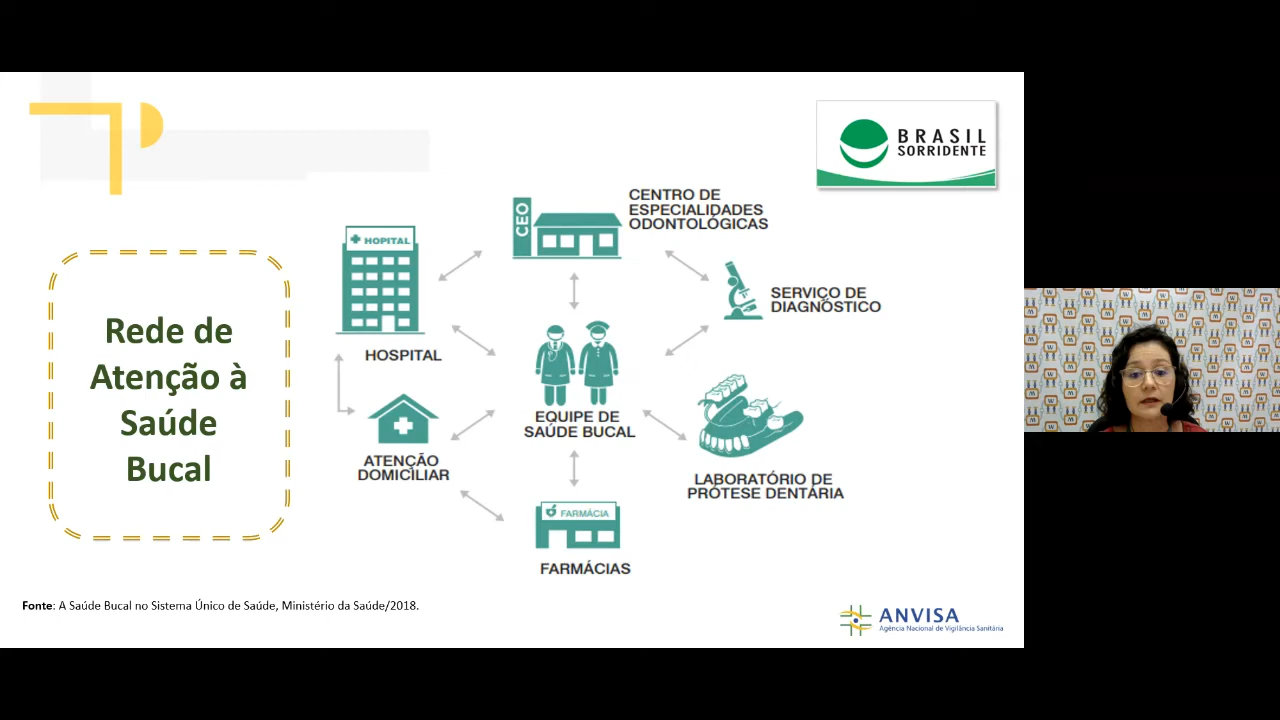 BRASIL
SORRIDENTE
CENTRO DE
ESPECIALIDADES
ODONTOLÓGICAS
CEO
HOPITAL
SERVIÇO DE
DIAGNÓSTICO
HOSPITAL
Rede de
Atenção à
Saúde
Bucal
EQUIPE DE
SAÚDE BUCAL
ATENÇÃO
DOMICILIAR
LABORATÓRIO DE
PRÓTESE DENTÁRIA
FARMÁCIA
FARMÁCIAS
Fonte: A Saúde Bucal no Sistema Único de Saúde, Ministério da Saúde/2018.
ANVISA
Agência Nacional de Vigilância Sanitária